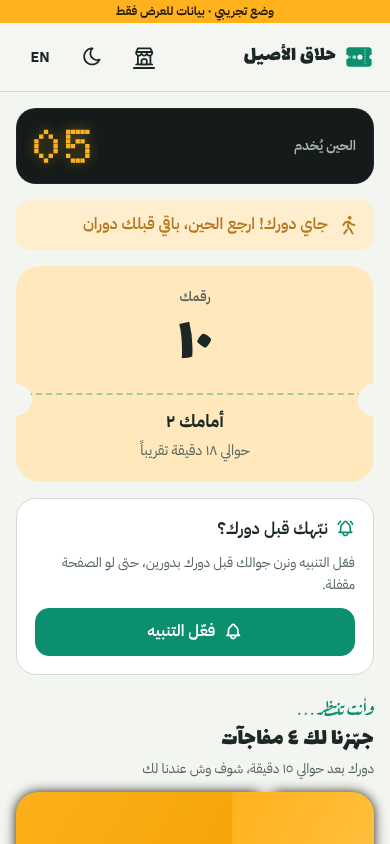 وضع تجريبي · بيانات للعرض فقط
حلاق الأصيل
EN
الحين يُخدم
05
جاي دورك! ارجع الحين، باقي قبلك دوران
رقمك
١٠
أمامك ٢
حوالي ١٨ دقيقة تقريباً
ننبّهك قبل دورك؟
فعّل التنبيه ونرن جوالك قبل دورك بدورين، حتى لو الصفحة
مقفلة.
فعّل التنبيه
وأنت تنتظر...
جهّزنا لك ٤ مفاجآت
دورك بعد حوالي ١٥ دقيقة، شوف وش عندنا لك